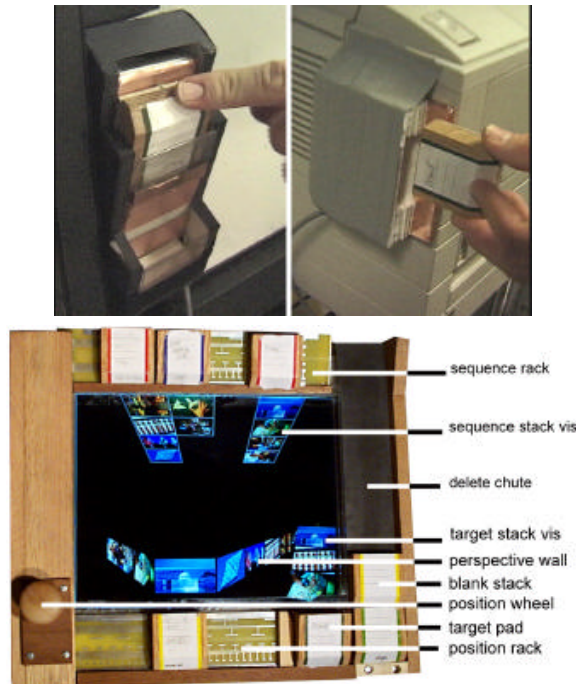 sequence rack
sequence stack vis
delete chute
target stack vis
perspective wall
blank stack
position wheel
target pad
position rack